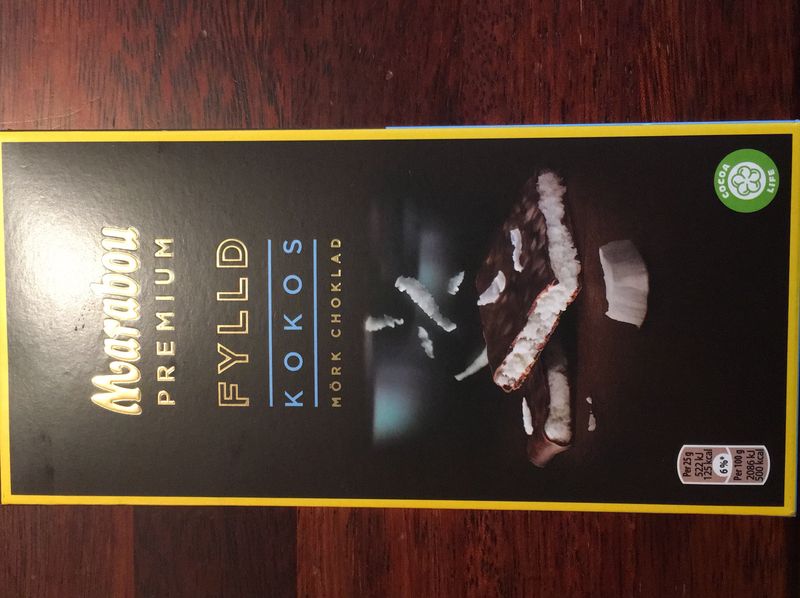 Marabou
PREMIUM
FYLLD
KOKOS
MÖRK CHOKLAD
COCOA
LIFE
Per 25 g
522 kJ
125 kcal
6%*
Per 100 g
2086 kJ
500 kcal